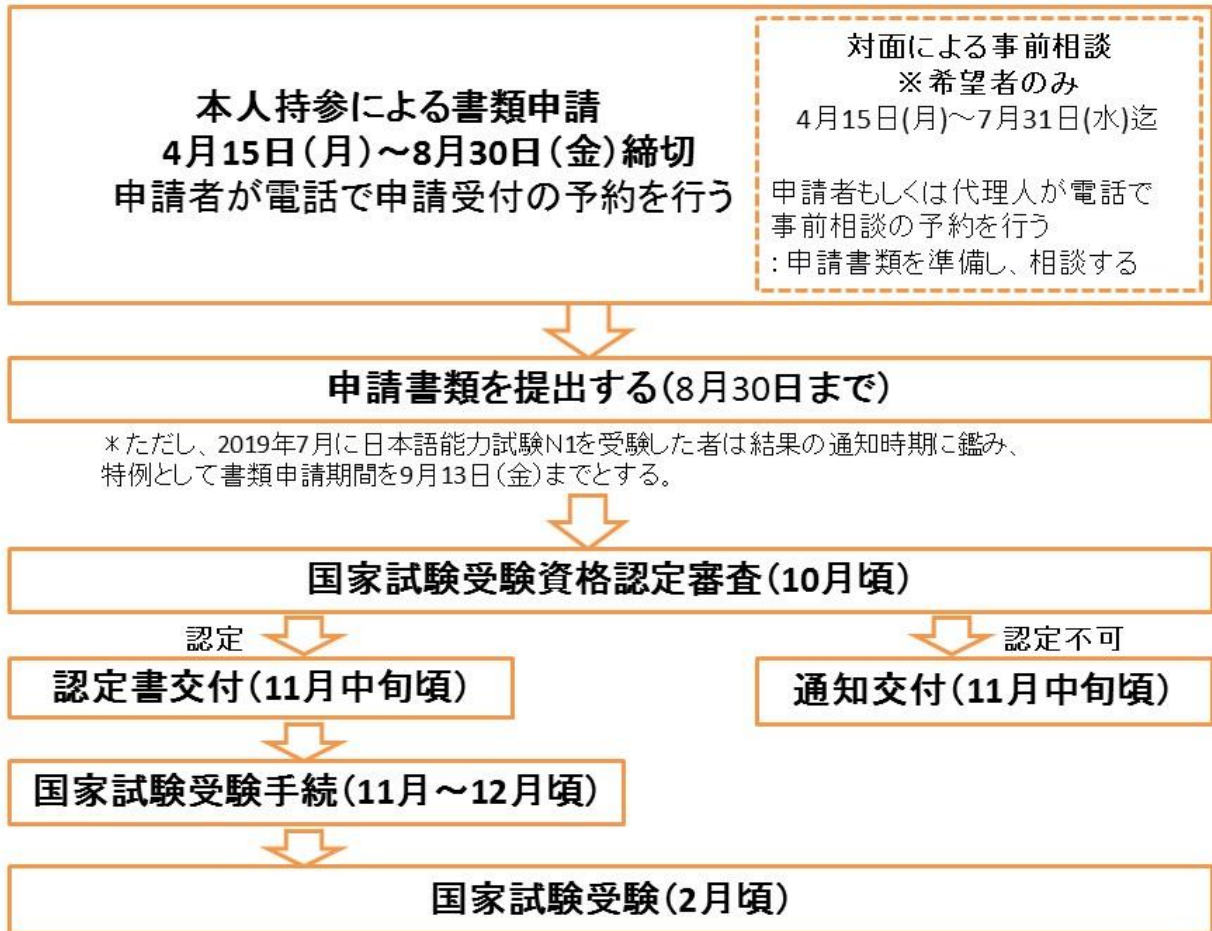 本人持参による書類申請
4月15日(月)～8月30日(金)締切
申請者が電話で申請受付の予約を行う
対面による事前相談
※希望者のみ
4月15日(月)～7月31日(水)迄
申請者もしくは代理人が電話で
事前相談の予約を行う
：申請書類を準備し、相談する
申請書類を提出する(8月30日まで)
＊ただし、2019年7月に日本語能力試験N1を受験した者は結果の通知時期に鑑み、
特例として書類申請期間を9月13日(金)までとする。
国家試験受験資格認定審査(10月頃)
認定
認定不可
認定書交付(11月中旬頃)
通知交付(11月中旬頃)
国家試験受験手続(11月～12月頃)
国家試験受験(2月頃)